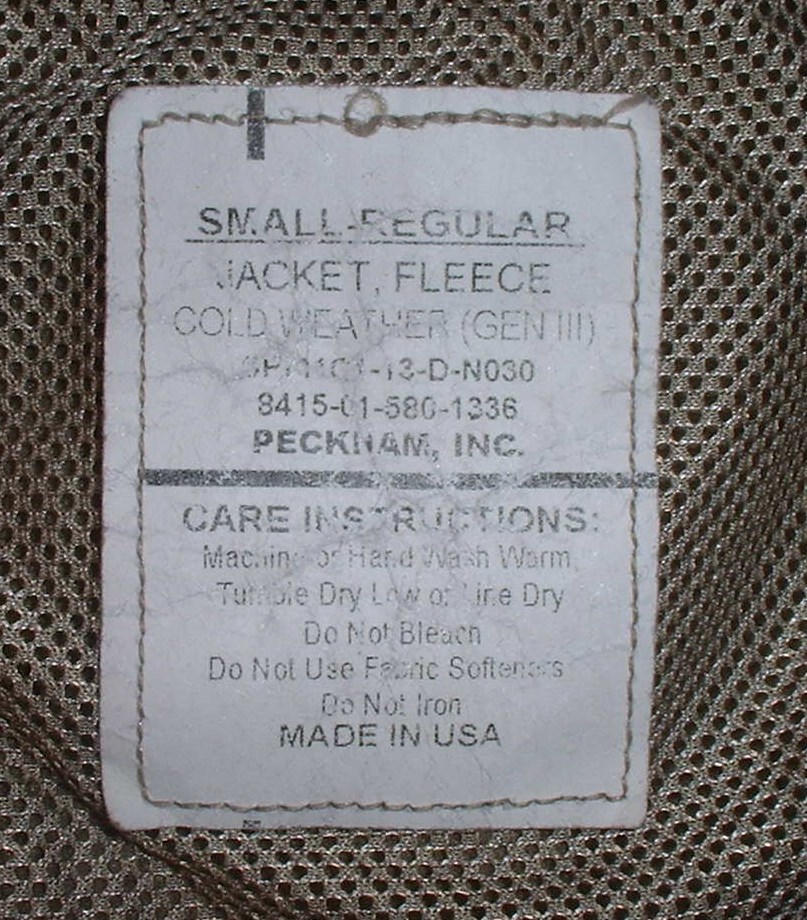 SMALL-REGULAR
JACKET, FLEECE
COLD WEATHER (GEN III)
8415-01-580-1336
PECKHAM, INC.
CARE INSTRUCTIONS:
Machine or Hand Wash Warm,
Tumble Dry Low or Line Dry
Do Not Bleach
Do Not Use Fabric Softeners
Do Not Iron
MADE IN USA